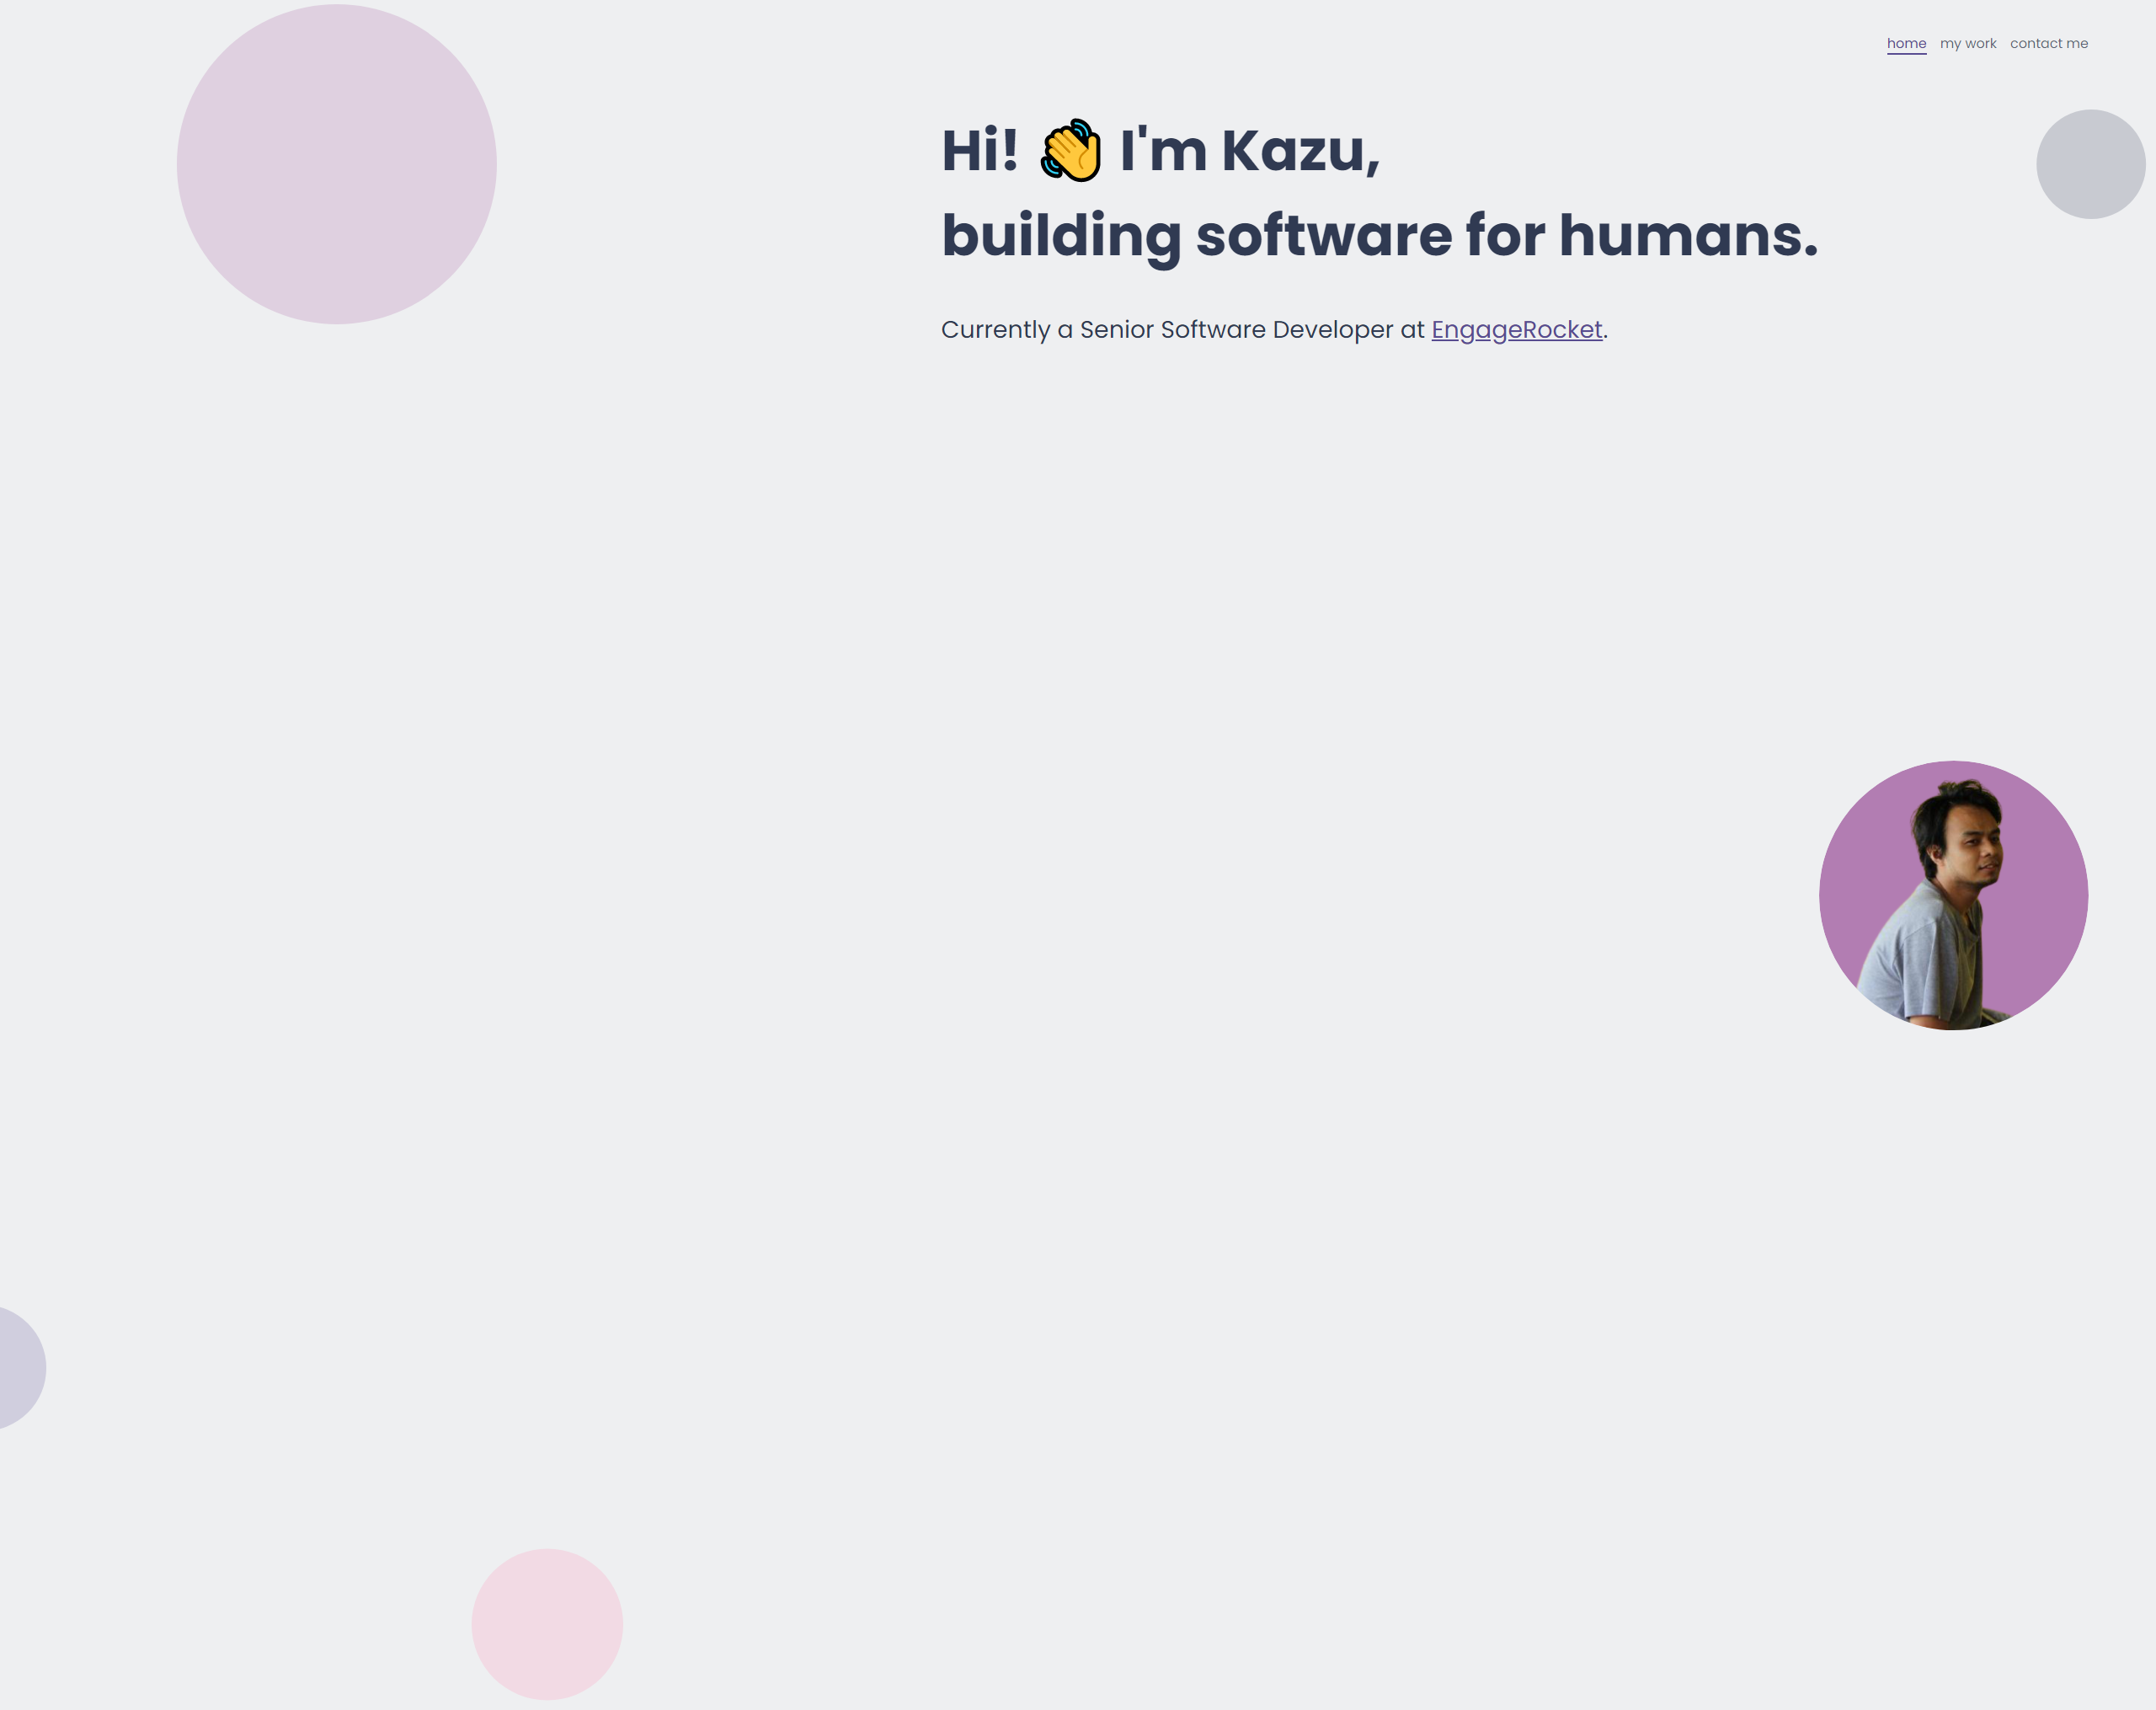 home my work contact me
Hi! 👋 I'm Kazu,
building software for humans.
Currently a Senior Software Developer at EngageRocket.